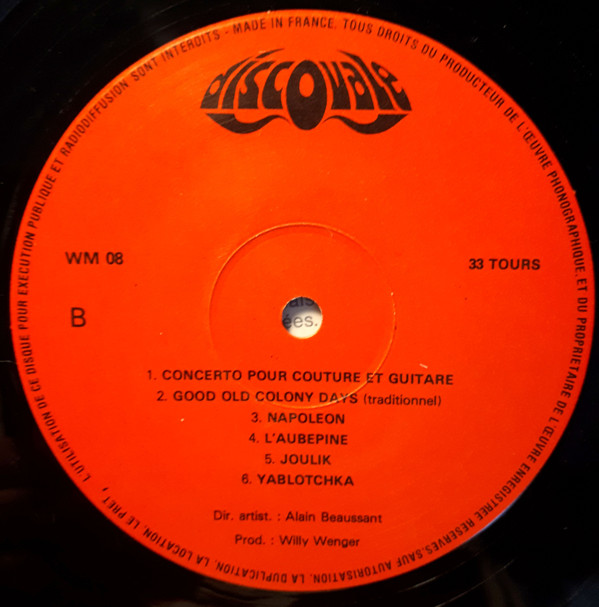 discovale
WM 08
33 TOURS
B
ais.
ées.
1. CONCERTO POUR COUTURE ET GUITARE
2. GOOD OLD COLONY DAYS (traditionnel)
3. NAPOLEON
4. L'AUBEPINE
5. JOULIK
6. YABLOTCHKA
Dir. artist. : Alain Beaussant
Prod. : Willy Wenger
MADE IN FRANCE. TOUS DROITS DU PRODUCTEUR DE L'ŒUVRE PHONOGRAPHIQUE, ET DU PROPRIETAIRE DE L'ŒUVRE ENREGISTREE RESERVES. SAUF AUTORISATION. LA DUPLICATION. LA LOCATION. LE PRET, L'UTILISATION DE CE DISQUE POUR EXECUTION PUBLIQUE ET RADIODIFFUSION SONT INTERDITS -